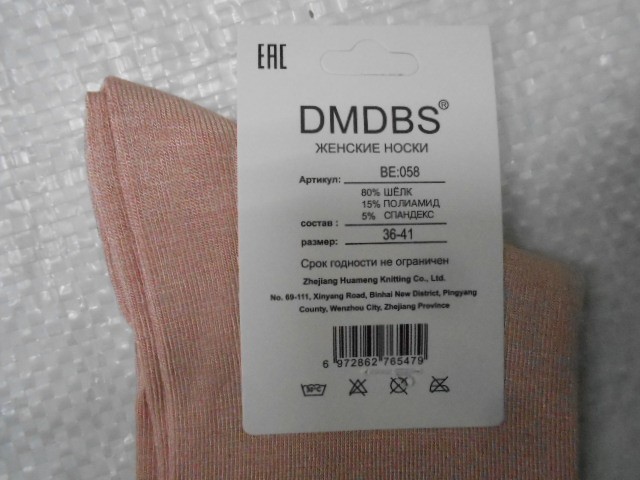 EAC
DMDBS®
ЖЕНСКИЕ НОСКИ
Артикул: BE:058
80% ШЁЛК
15% ПОЛИАМИД
состав : 5% СПАНДЕКС
размер: 36-41
Срок годности не ограничен
Zhejiang Huameng Knitting Co., Ltd.
No. 69-111, Xinyang Road, Binhai New District, Pingyang
County, Wenzhou City, Zhejiang Province
6 972862 765479